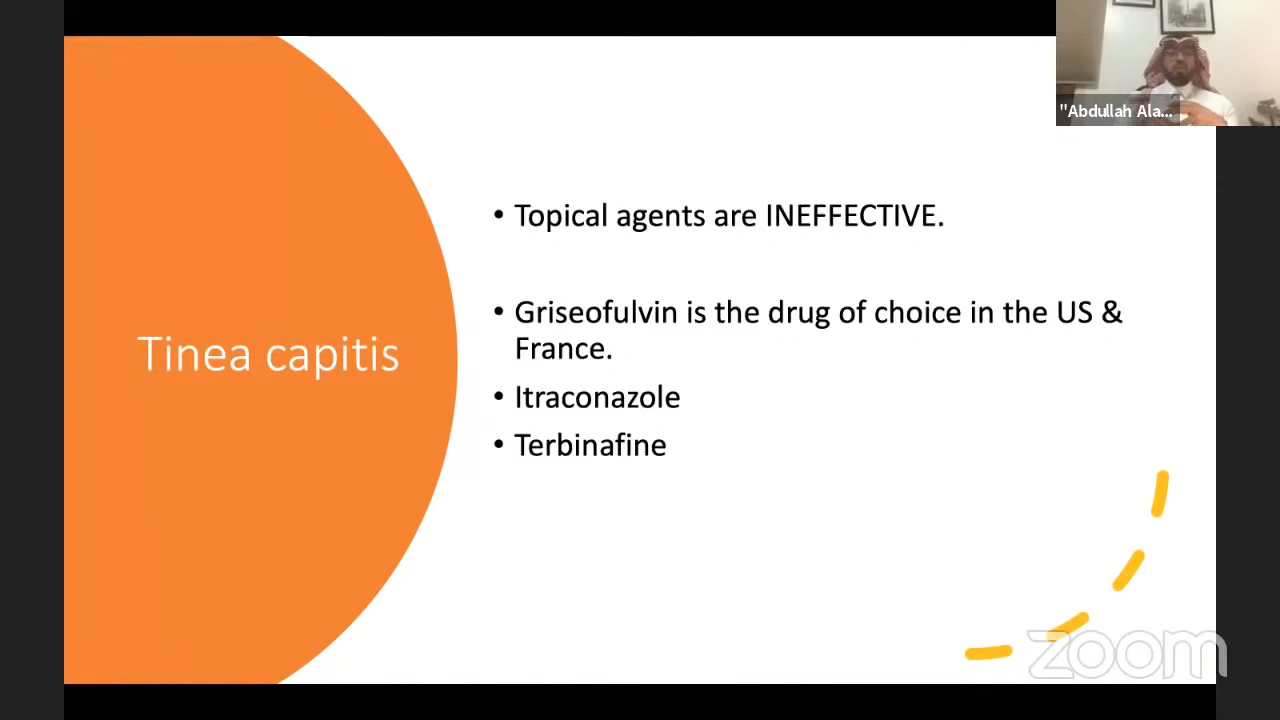 "Abdullah Ala...
Tinea capitis
• Topical agents are INEFFECTIVE.
• Griseofulvin is the drug of choice in the US &
France.
• Itraconazole
• Terbinafine
zoom